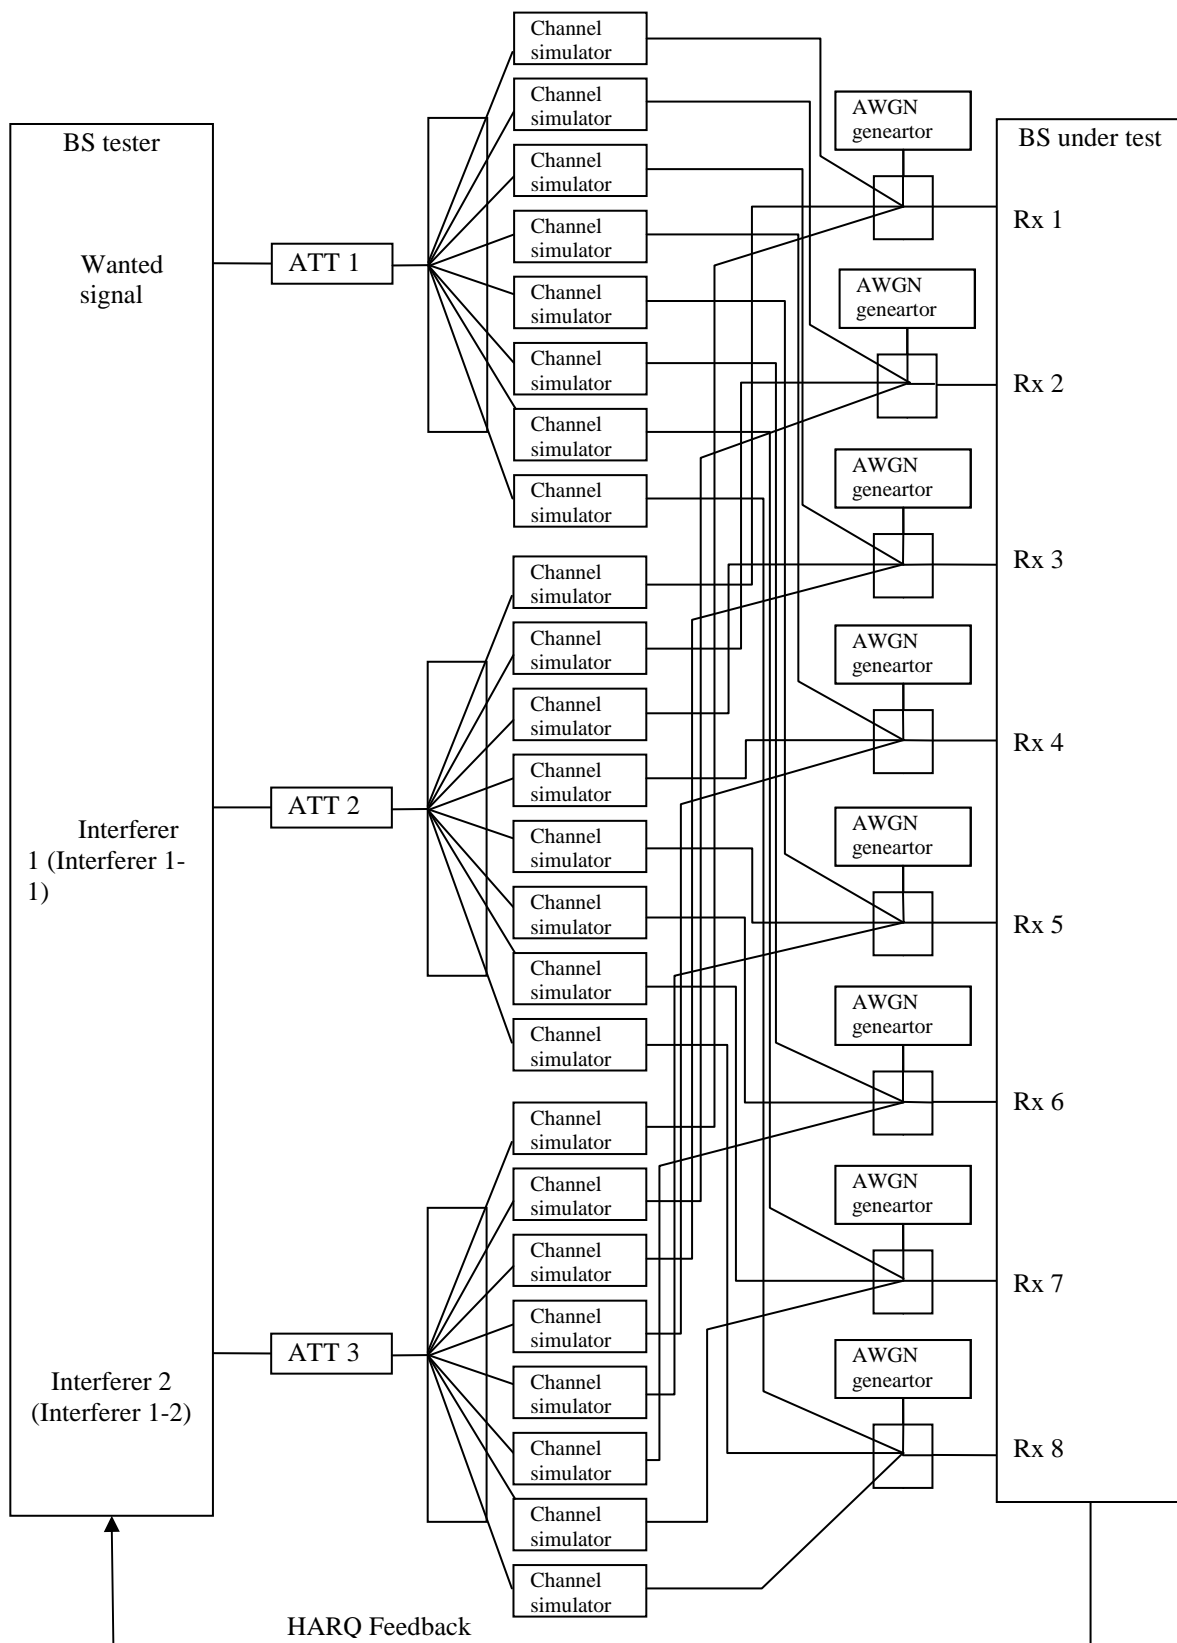 BS tester
Wanted
signal
Interferer
1 (Interferer 1-
1)
Interferer 2
(Interferer 1-2)
ATT 1
ATT 2
ATT 3
Channel
simulator
Channel
simulator
Channel
simulator
Channel
simulator
Channel
simulator
Channel
simulator
Channel
simulator
Channel
simulator
Channel
simulator
Channel
simulator
Channel
simulator
Channel
simulator
Channel
simulator
Channel
simulator
Channel
simulator
Channel
simulator
Channel
simulator
Channel
simulator
Channel
simulator
Channel
simulator
Channel
simulator
Channel
simulator
Channel
simulator
Channel
simulator
AWGN
geneartor
AWGN
geneartor
AWGN
geneartor
AWGN
geneartor
AWGN
geneartor
AWGN
geneartor
AWGN
geneartor
AWGN
geneartor
BS under test
Rx 1
Rx 2
Rx 3
Rx 4
Rx 5
Rx 6
Rx 7
Rx 8
HARQ Feedback